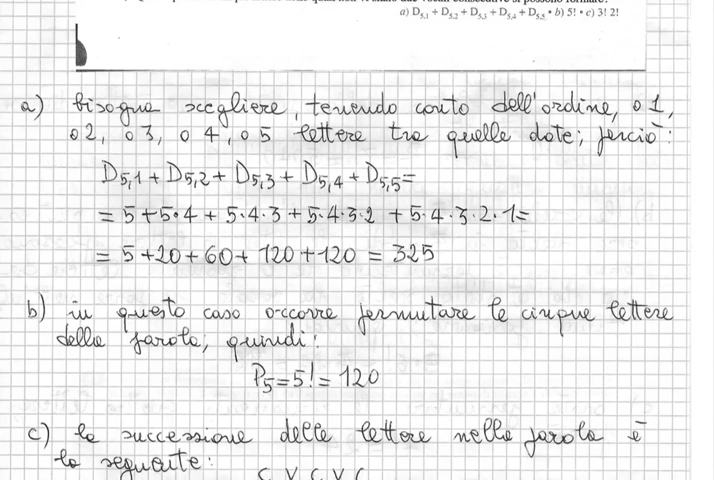 a) D5,1 + D5,2 + D5,3 + D5,4 + D5,5 • b) 5! • c) 3! 2!
a) bisogna scegliere, tenendo conto dell'ordine, o 1,
o 2, o 3, o 4, o 5 lettere tra quelle date; perciò:
D5,1 + D5,2 + D5,3 + D5,4 + D5,5 =
= 5 + 5·4 + 5·4·3 + 5·4·3·2 + 5·4·3·2·1 =
= 5 + 20 + 60 + 120 + 120 = 325
b) in questo caso occorre permutare le cinque lettere
della parola, quindi:
P5 = 5! = 120
c) la successione delle lettere nella parola è
la seguente:
C V C V C